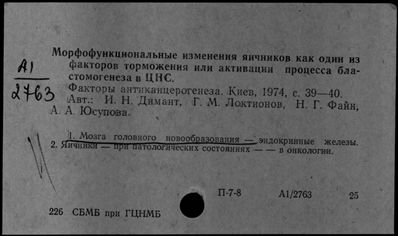 Морфофункциональные изменения яичников как один из
А1
факторов торможения или активации процесса бла-
стомогенеза в ЦНС.
2763
Факторы антиканцерогенеза. Киев, 1974, с. 39—40.
Авт.: И. Н. Димант, Г. М. Локтионов, Н. Г. Файн,
А. А. Юсупова.
1. Мозга головного новообразования — эндокринные железы.
2. Яичники — при патологических состояниях — — в онкологии.
П-7-8 А1/2763 25
226 СБМБ при ГЦНМБ